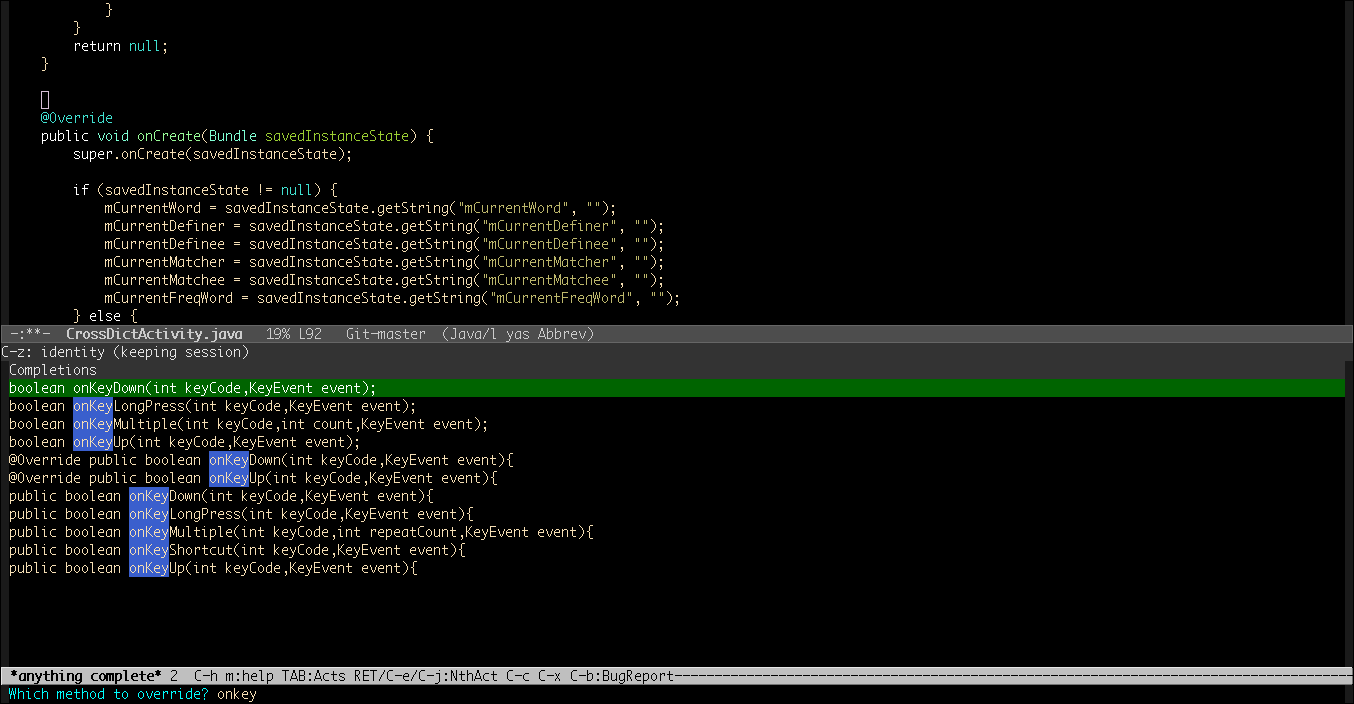 }
    }
    return null;
}
@Override
public void onCreate(Bundle savedInstanceState) {
    super.onCreate(savedInstanceState);
    if (savedInstanceState != null) {
        mCurrentWord = savedInstanceState.getString("mCurrentWord", "");
        mCurrentDefiner = savedInstanceState.getString("mCurrentDefiner", "");
        mCurrentDefinee = savedInstanceState.getString("mCurrentDefinee", "");
        mCurrentMatcher = savedInstanceState.getString("mCurrentMatcher", "");
        mCurrentMatchee = savedInstanceState.getString("mCurrentMatchee", "");
        mCurrentFreqWord = savedInstanceState.getString("mCurrentFreqWord", "");
    } else {
-:**-  CrossDictActivity.java   19% L92   Git-master  (Java/l yas Abbrev)
C-z: identity (keeping session)
Completions
boolean onKeyDown(int keyCode,KeyEvent event);
boolean onKeyLongPress(int keyCode,KeyEvent event);
boolean onKeyMultiple(int keyCode,int count,KeyEvent event);
boolean onKeyUp(int keyCode,KeyEvent event);
@Override public boolean onKeyDown(int keyCode,KeyEvent event){
@Override public boolean onKeyUp(int keyCode,KeyEvent event){
public boolean onKeyDown(int keyCode,KeyEvent event){
public boolean onKeyLongPress(int keyCode,KeyEvent event){
public boolean onKeyMultiple(int keyCode,int repeatCount,KeyEvent event){
public boolean onKeyShortcut(int keyCode,KeyEvent event){
public boolean onKeyUp(int keyCode,KeyEvent event){
*anything complete* 2  C-h m:help TAB:Acts RET/C-e/C-j:NthAct C-c C-x C-b:BugReport-------------------------------------------------------------------------------------
Which method to override? onkey